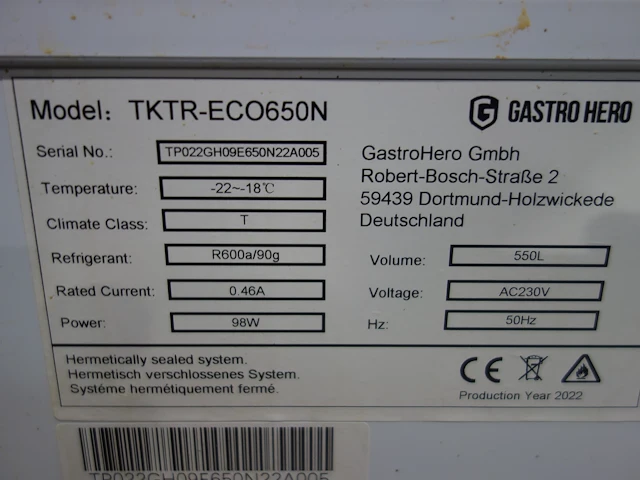 Model: TKTR-ECO650N
GASTRO HERO
Serial No.: TP022GH09E650N22A005
Temperature: -22~-18℃
Climate Class: T
Refrigerant: R600a/90g
Rated Current: 0.46A
Power: 98W
GastroHero Gmbh
Robert-Bosch-Straße 2
59439 Dortmund-Holzwickede
Deutschland
Volume: 550L
Voltage: AC230V
Hz: 50Hz
Hermetically sealed system.
Hermetisch verschlossenes System.
Système hermétiquement fermé.
CE
Production Year 2022
TP022GH09E650N22A005